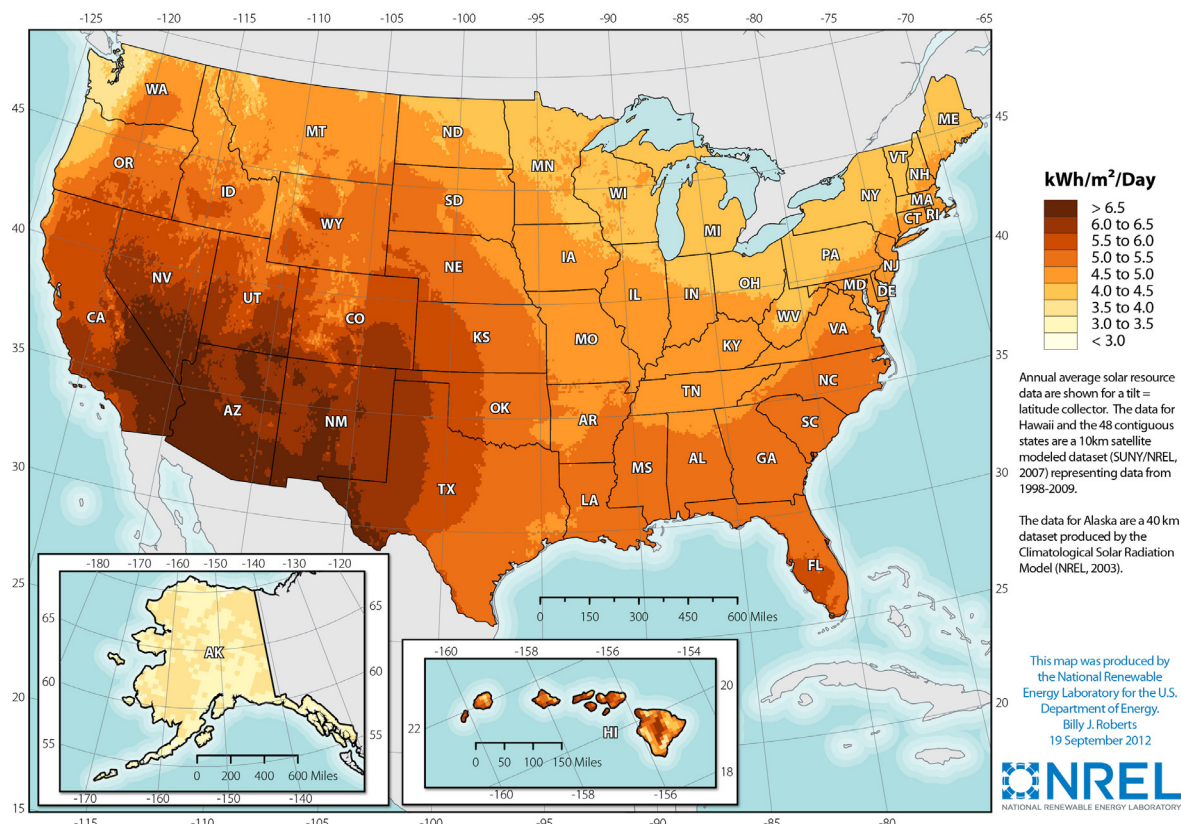 -125 -120 -115 -110 -105 -100 -95 -90 -85 -80 -75 -70 -65
45
40
35
30
25
20
15
45
40
35
30
25
20
-115 -110 -105 -100 -95 -90 -85 -80
WA
OR
ID
MT
WY
NV
UT
CO
CA
AZ
NM
ND
SD
NE
KS
OK
TX
MN
IA
MO
AR
LA
WI
IL
MI
IN
OH
KY
TN
MS
AL
GA
FL
SC
NC
VA
WV
MD
DE
NJ
PA
NY
CT
RI
MA
NH
VT
ME
0 150 300 450 600 Miles
-180 -170 -160 -150 -140 -130 -120
65
60
55
65
60
55
AK
0 200 400 600 Miles
-170 -160 -150 -140
-160 -158 -156 -154
22
20
18
HI
0 50 100 150 Miles
-160 -158 -156
kWh/m²/Day
> 6.5
6.0 to 6.5
5.5 to 6.0
5.0 to 5.5
4.5 to 5.0
4.0 to 4.5
3.5 to 4.0
3.0 to 3.5
< 3.0
Annual average solar resource
data are shown for a tilt =
latitude collector. The data for
Hawaii and the 48 contiguous
states are a 10km satellite
modeled dataset (SUNY/NREL,
2007) representing data from
1998-2009.
The data for Alaska are a 40 km
dataset produced by the
Climatological Solar Radiation
Model (NREL, 2003).
This map was produced by
the National Renewable
Energy Laboratory for the U.S.
Department of Energy.
Billy J. Roberts
19 September 2012
NREL
NATIONAL RENEWABLE ENERGY LABORATORY